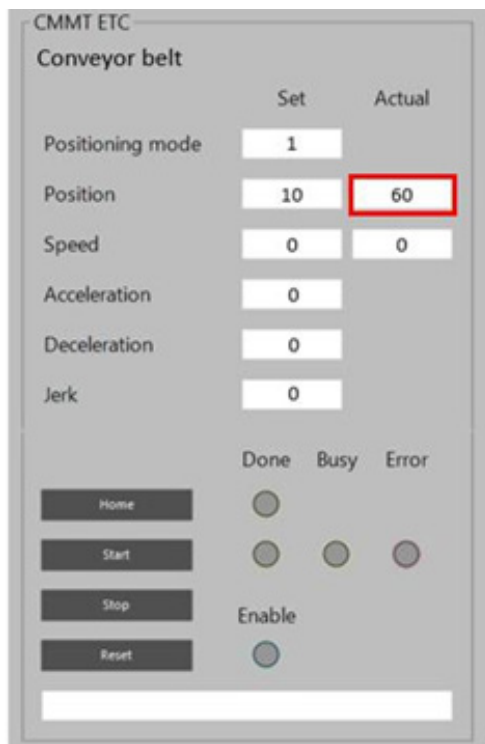 CMMT ETC
Conveyor belt
Set Actual
Positioning mode 1
Position 10 60
Speed 0 0
Acceleration 0
Deceleration 0
Jerk 0
Done Busy Error
Home
Start
Stop
Enable
Reset